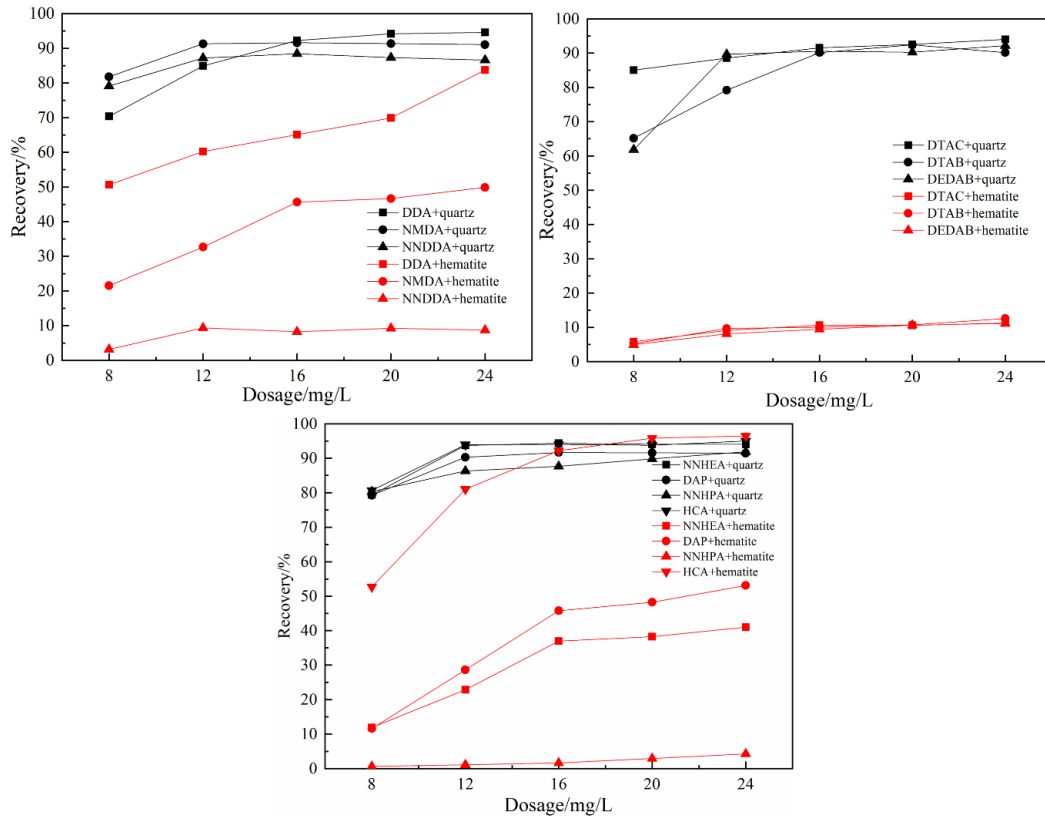 100
90
80
70
60
50
40
30
20
10
0
Recovery/%
DDA+quartz
NMDA+quartz
NNDDA+quartz
DDA+hematite
NMDA+hematite
NNDDA+hematite
8 12 16 20 24
Dosage/mg/L
100
90
80
70
60
50
40
30
20
10
0
Recovery/%
DTAC+quartz
DTAB+quartz
DEDAB+quartz
DTAC+hematite
DTAB+hematite
DEDAB+hematite
8 12 16 20 24
Dosage/mg/L
100
90
80
70
60
50
40
30
20
10
0
Recovery/%
NNHEA+quartz
DAP+quartz
NNHPA+quartz
HCA+quartz
NNHEA+hematite
DAP+hematite
NNHPA+hematite
HCA+hematite
8 12 16 20 24
Dosage/mg/L